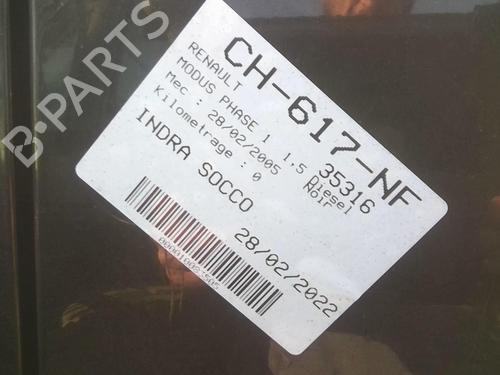 B-PARTS
CH-617-NF
RENAULT 35316
MODUS PHASE 1 1,5 Diesel
Mec : 28/02/2005 Noir
Kilometrage : 0
INDRA SOCCO
28/02/2022